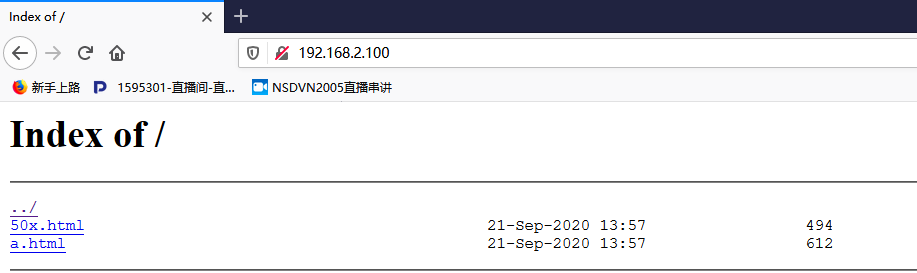 Index of /
192.168.2.100
新手上路 1595301-直播间-直... NSDVN2005直播串讲
Index of /
../
50x.html 21-Sep-2020 13:57 494
a.html 21-Sep-2020 13:57 612